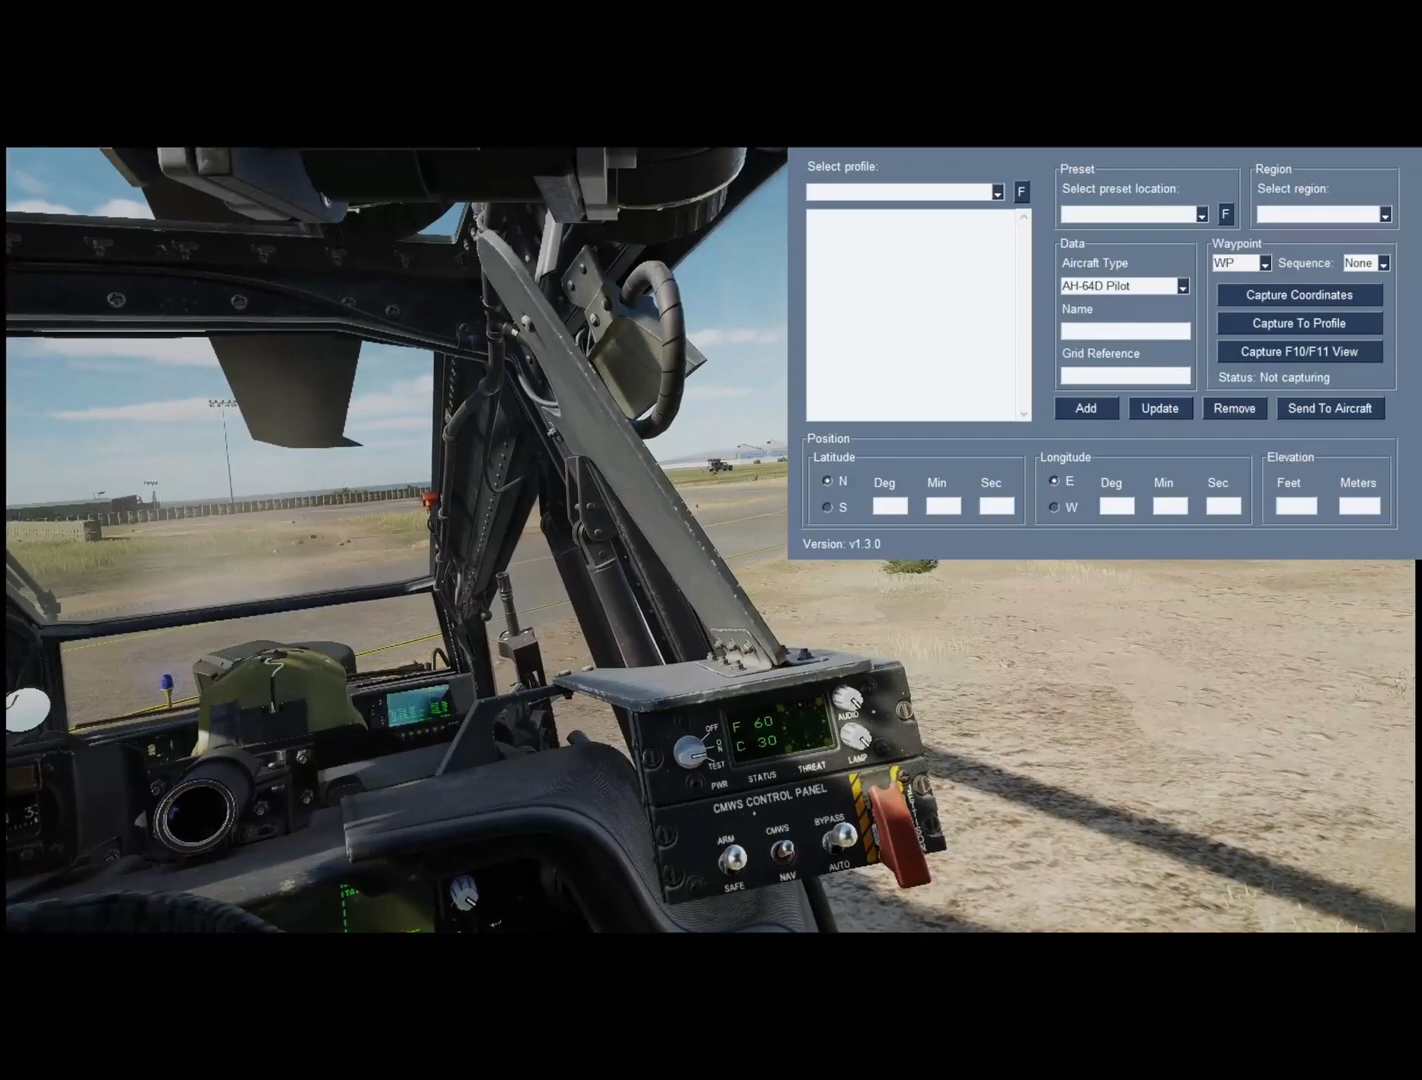 Select profile:
F
Preset
Select preset location:
F
Region
Select region:
Data
Aircraft Type
AH-64D Pilot
Name
Grid Reference
Waypoint
WP Sequence: None
Capture Coordinates
Capture To Profile
Capture F10/F11 View
Status: Not capturing
Add Update Remove Send To Aircraft
Position
Latitude
N Deg Min Sec
S
Longitude
E Deg Min Sec
W
Elevation
Feet Meters
Version: v1.3.0
OFF
ON
TEST
PWR
F 60
C 30
STATUS THREAT
AUDIO
LAMP
CMWS CONTROL PANEL
ARM CMWS BYPASS
SAFE NAV AUTO